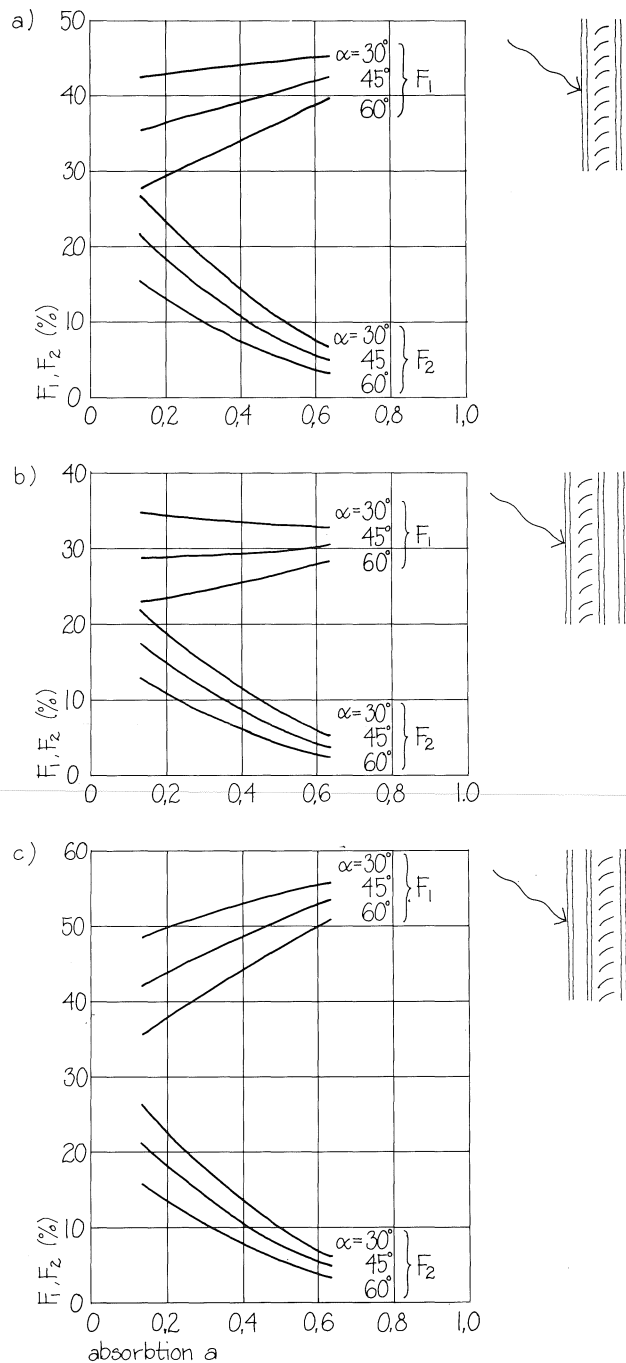 a)
50
40
30
20
10
0
F₁, F₂ (%)
α=30°
45°
60°
F₁
α=30°
45
60°
F₂
0 0,2 0,4 0,6 0,8 1,0
b)
40
30
20
10
0
F₁, F₂ (%)
α=30°
45°
60°
F₁
α=30°
45°
60°
F₂
0 0,2 0,4 0,6 0,8 1.0
c)
60
50
40
30
20
10
0
F₁, F₂ (%)
α=30°
45°
60°
F₁
α=30°
45°
60°
F₂
0 0,2 0,4 0,6 0,8 1,0
absorbtion a